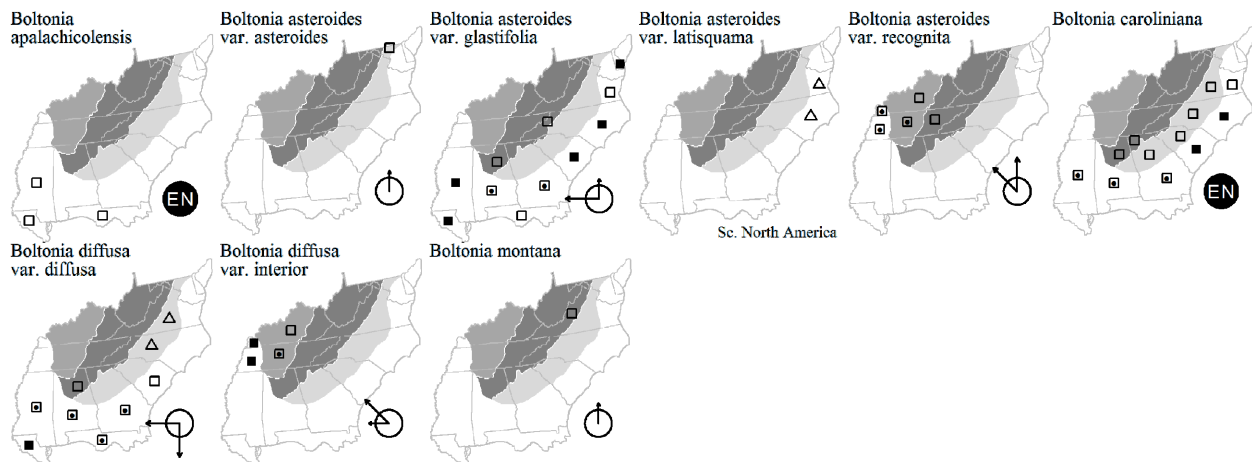 Boltonia
apalachicolensis
Boltonia asteroides
var. asteroides
Boltonia asteroides
var. glastifolia
Boltonia asteroides
var. latisquama
Boltonia asteroides
var. recognita
Boltonia caroliniana
EN
Sc. North America
EN
Boltonia diffusa
var. diffusa
Boltonia diffusa
var. interior
Boltonia montana